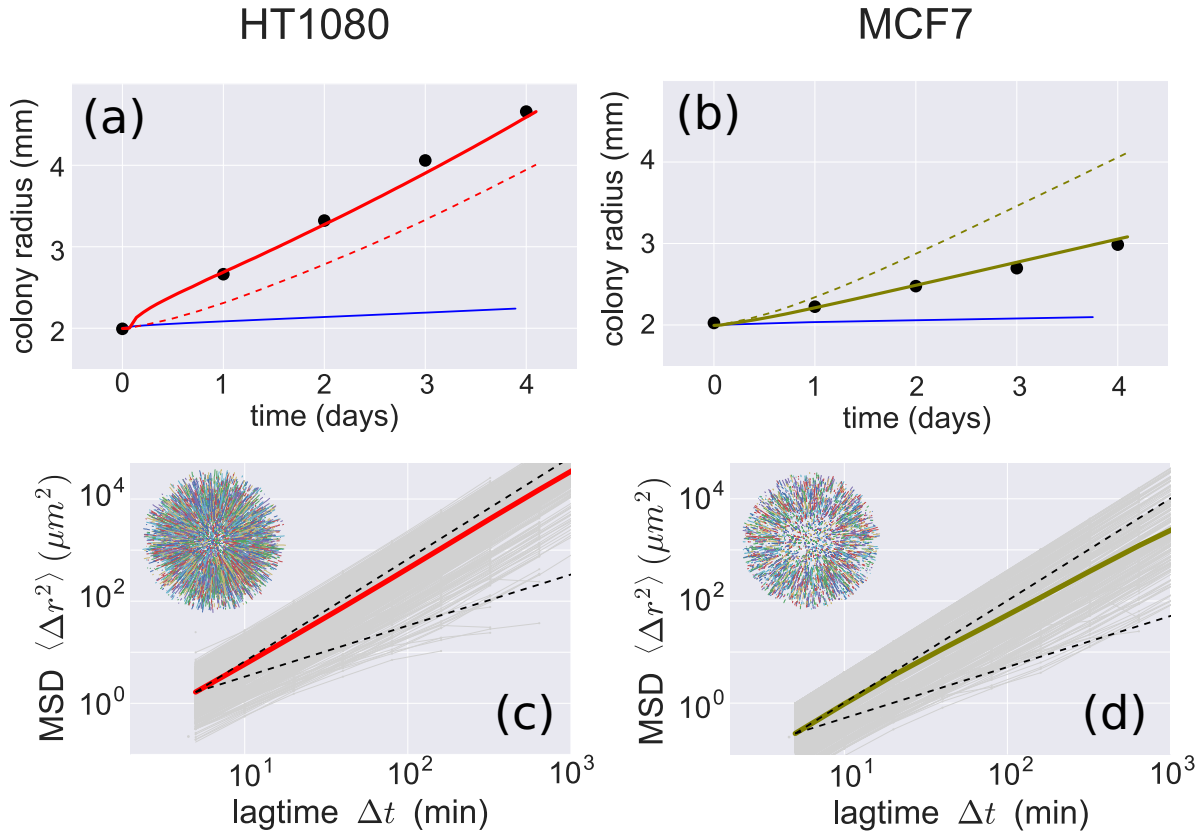 HT1080 MCF7
(a) (b)
colony radius (mm) colony radius (mm)
4 4
3 3
2 2
0 1 2 3 4 0 1 2 3 4
time (days) time (days)
(c) (d)
MSD ⟨Δr²⟩ (μm²) MSD ⟨Δr²⟩ (μm²)
10⁴ 10⁴
10² 10²
10⁰ 10⁰
10¹ 10² 10³ 10¹ 10² 10³
lagtime Δt (min) lagtime Δt (min)